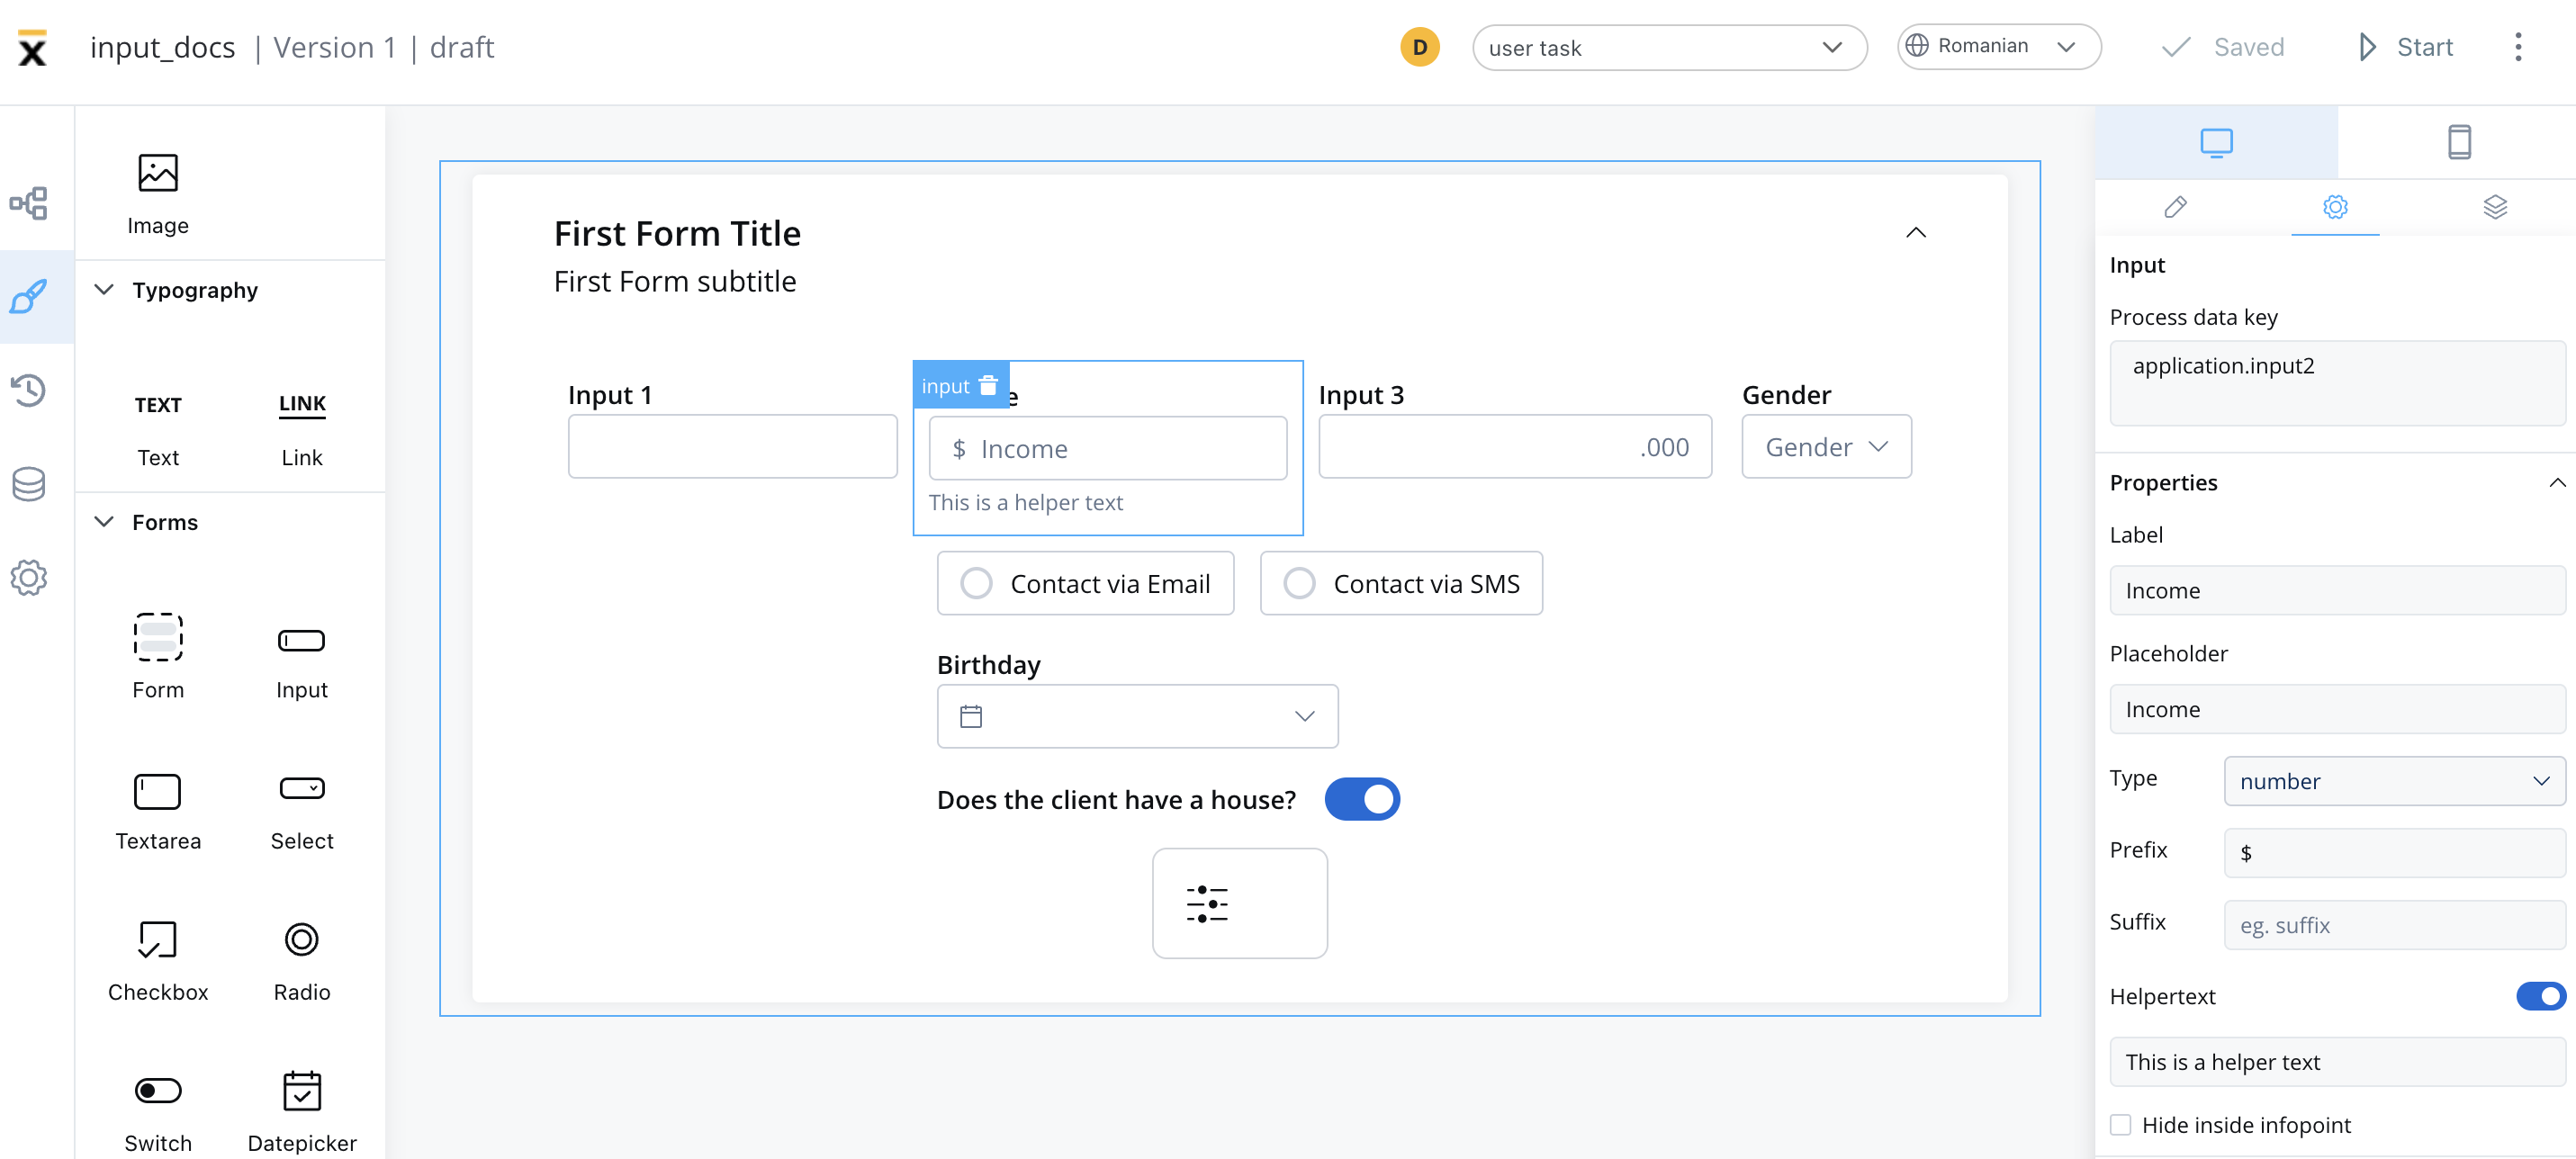 input_docs | Version 1 | draft
D
user task
Romanian
Saved
Start
Image
Typography
TEXT
LINK
Text
Link
Forms
Form
Input
Textarea
Select
Checkbox
Radio
Switch
Datepicker
First Form Title
First Form subtitle
Input 1
input
e
Input 3
Gender
$ Income
.000
Gender
This is a helper text
Contact via Email
Contact via SMS
Birthday
Does the client have a house?
Input
Process data key
application.input2
Properties
Label
Income
Placeholder
Income
Type
number
Prefix
$
Suffix
eg. suffix
Helpertext
This is a helper text
Hide inside infopoint